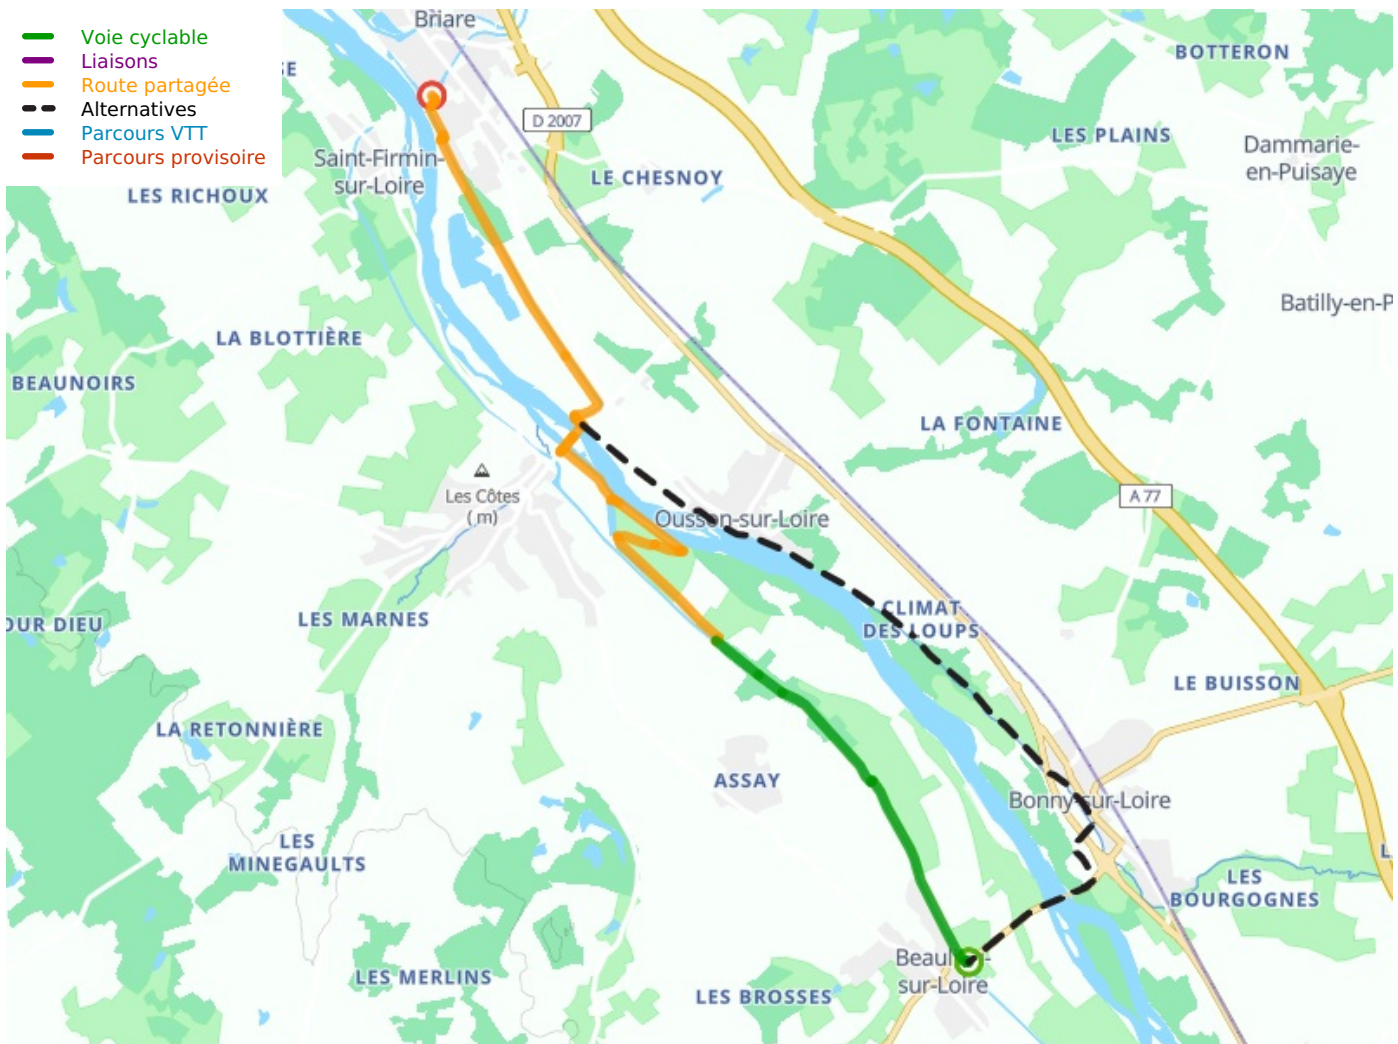 Briare
Voie cyclable
Liaisons
Route partagée
Alternatives
Parcours VTT
Parcours provisoire
SE
BOTTERON
D 2007
LES PLAINS
Dammarie-
en-Puisaye
Saint-Firmin-
sur-Loire
LE CHESNOY
LES RICHOUX
Batilly-en-P
LA BLOTTIÈRE
BEAUNOIRS
LA FONTAINE
Les Côtes
( m)
A 77
Ousson-sur-Loire
CLIMAT
DES LOUPS
OUR DIEU
LES MARNES
LE BUISSON
LA RETONNIÈRE
ASSAY
Bonny-sur-Loire
LES
MINEGAULTS
L
LES
BOURGOGNES
Beaulieu-
sur-Loire
LES MERLINS
LES BROSSES